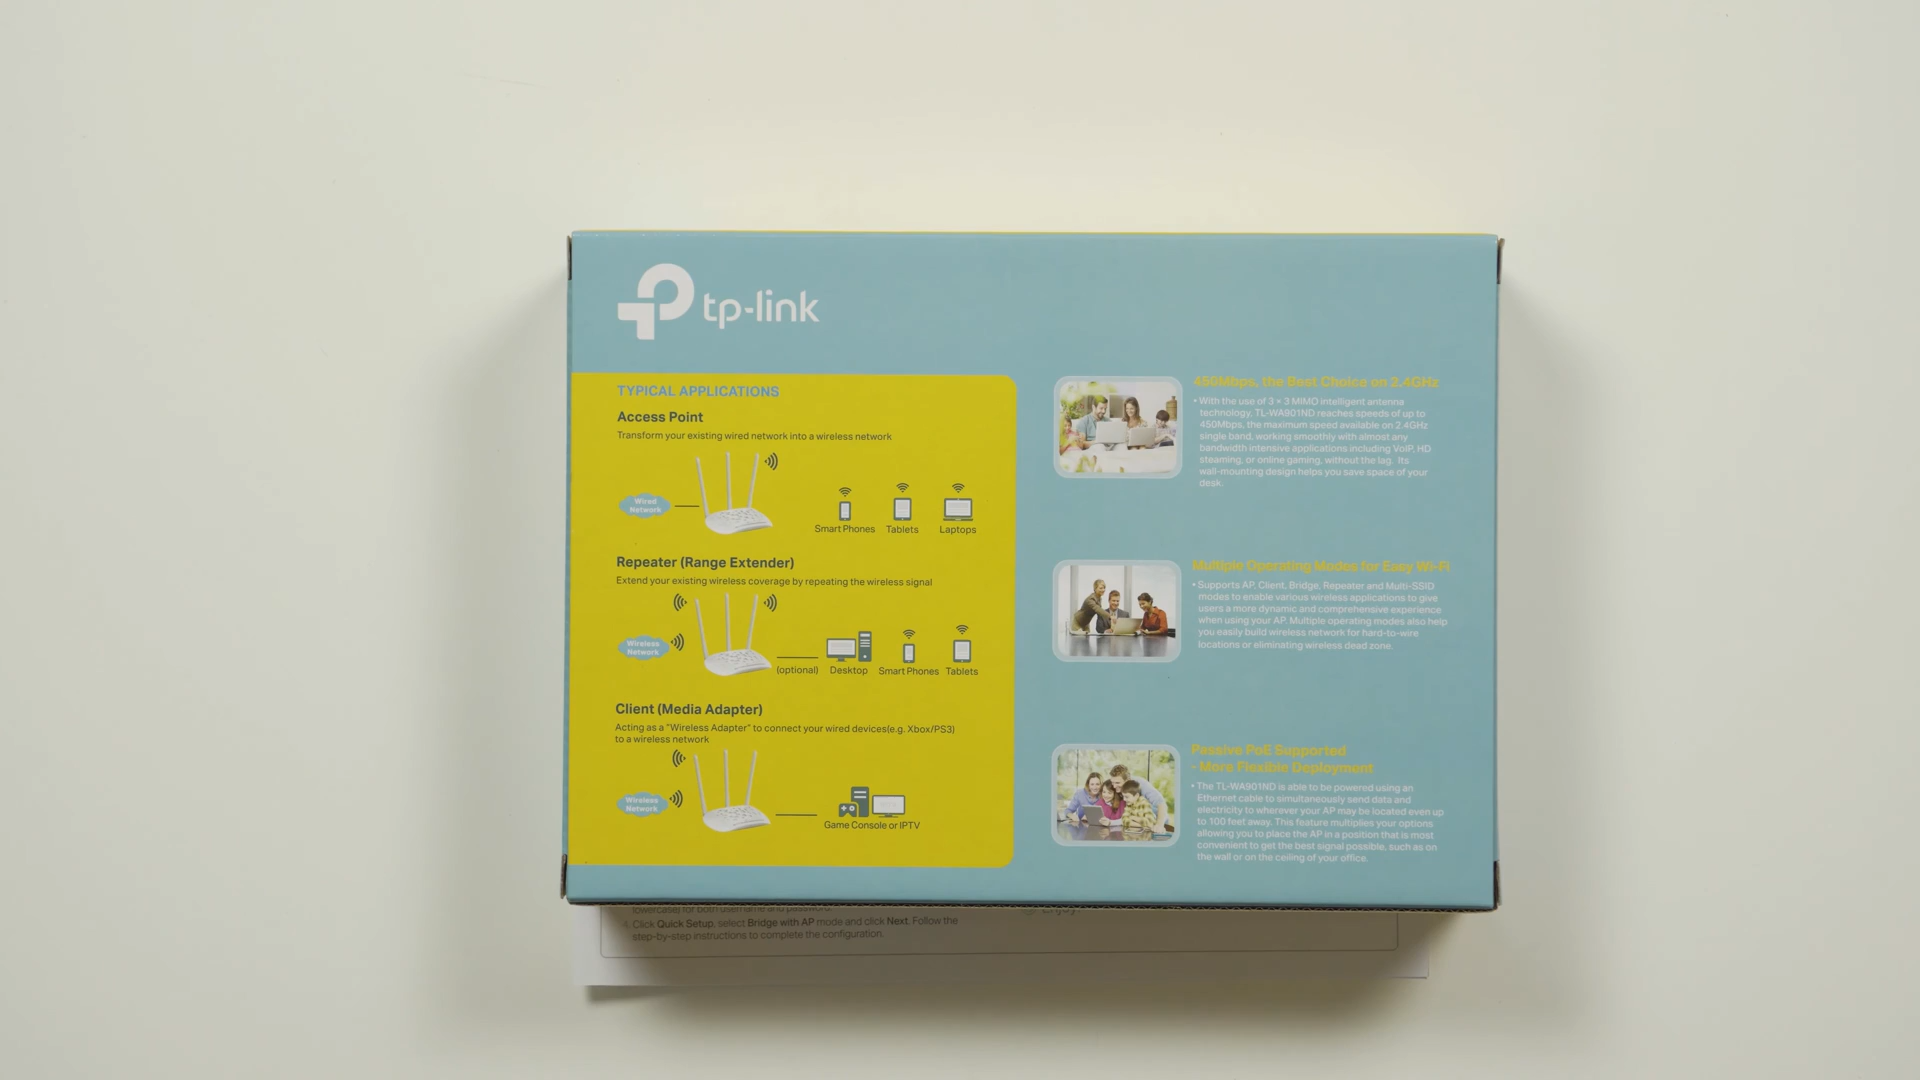 tp-link
TYPICAL APPLICATIONS
Access Point
Transform your existing wired network into a wireless network
Wired
Network
Smart Phones
Tablets
Laptops
Repeater (Range Extender)
Extend your existing wireless coverage by repeating the wireless signal
Wireless
Network
(optional)
Desktop
Smart Phones
Tablets
Client (Media Adapter)
Acting as a "Wireless Adapter" to connect your wired devices(e.g. Xbox/PS3)
to a wireless network
Wireless
Network
Game Console or IPTV
450Mbps, the Best Choice on 2.4GHz
• With the use of 3 × 3 MIMO intelligent antenna
technology, TL-WA901ND reaches speeds of up to
450Mbps, the maximum speed available on 2.4GHz
single band, working smoothly with almost any
bandwidth intensive applications including VoIP, HD
steaming, or online gaming, without the lag. Its
wall-mounting design helps you save space of your
desk.
Multiple Operating Modes for Easy Wi-Fi
• Supports AP, Client, Bridge, Repeater and Multi-SSID
modes to enable various wireless applications to give
users a more dynamic and comprehensive experience
when using your AP. Multiple operating modes also help
you easily build wireless network for hard-to-wire
locations or eliminating wireless dead zone.
Passive PoE Supported
- More Flexible Deployment
• The TL-WA901ND is able to be powered using an
Ethernet cable to simultaneously send data and
electricity to wherever your AP may be located even up
to 100 feet away. This feature multiplies your options
allowing you to place the AP in a position that is most
convenient to get the best signal possible, such as on
the wall or on the ceiling of your office.
lowercase) for both username and password.
4. Click Quick Setup, select Bridge with AP mode and click Next. Follow the
step-by-step instructions to complete the configuration.
Enjoy